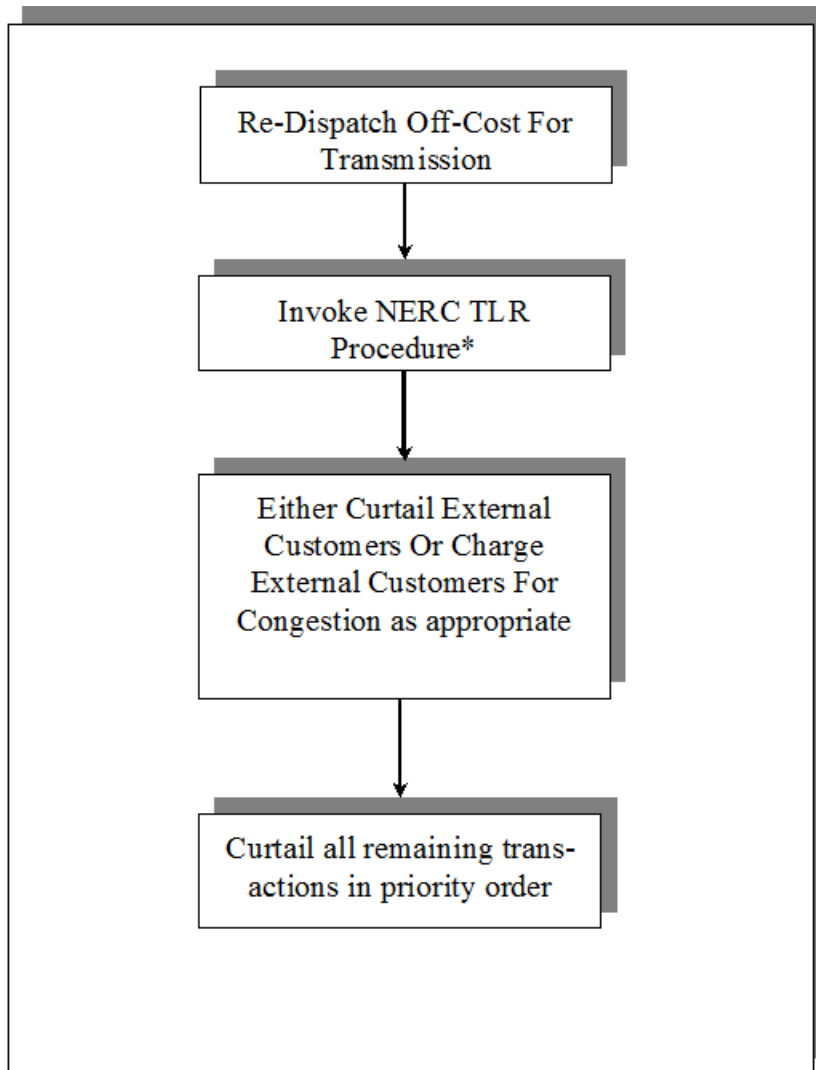 Re-Dispatch Off-Cost For
Transmission
Invoke NERC TLR
Procedure*
Either Curtail External
Customers Or Charge
External Customers For
Congestion as appropriate
Curtail all remaining trans-
actions in priority order